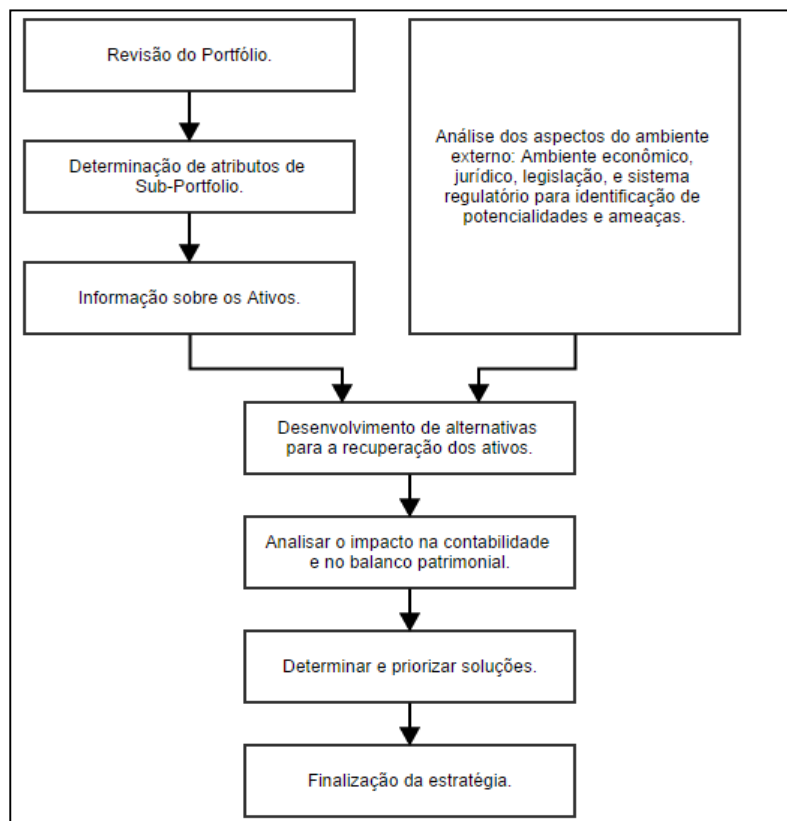 Revisão do Portfólio.
Determinação de atributos de
Sub-Portfolio.
Informação sobre os Ativos.
Análise dos aspectos do ambiente
externo: Ambiente econômico,
jurídico, legislação, e sistema
regulatório para identificação de
potencialidades e ameaças.
Desenvolvimento de alternativas
para a recuperação dos ativos.
Analisar o impacto na contabilidade
e no balanco patrimonial.
Determinar e priorizar soluções.
Finalização da estratégia.